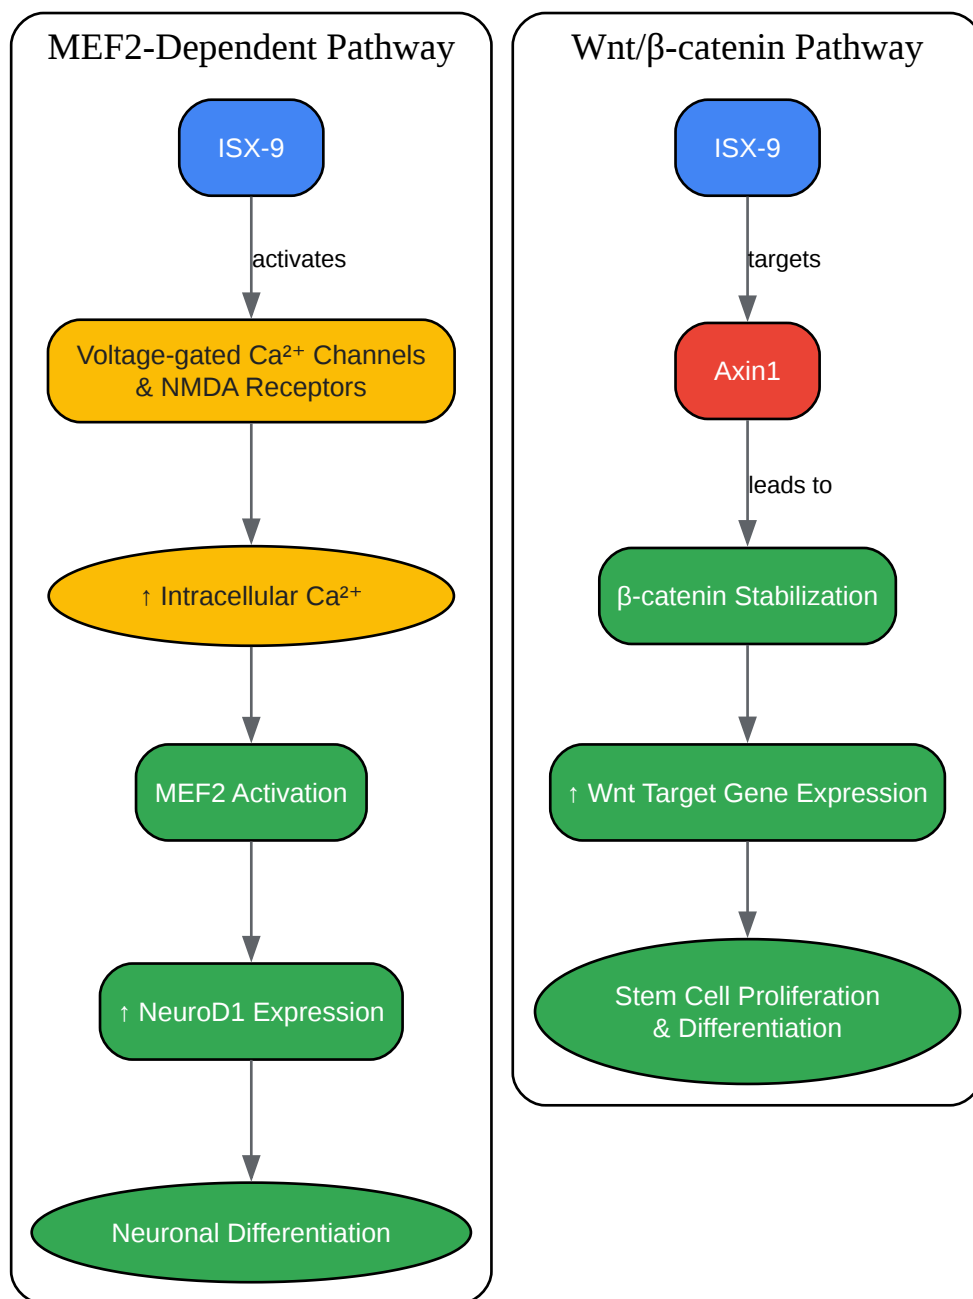 MEF2-Dependent Pathway
ISX-9
activates
Voltage-gated Ca²⁺ Channels
& NMDA Receptors
↑ Intracellular Ca²⁺
MEF2 Activation
↑ NeuroD1 Expression
Neuronal Differentiation
Wnt/β-catenin Pathway
ISX-9
targets
Axin1
leads to
β-catenin Stabilization
↑ Wnt Target Gene Expression
Stem Cell Proliferation
& Differentiation